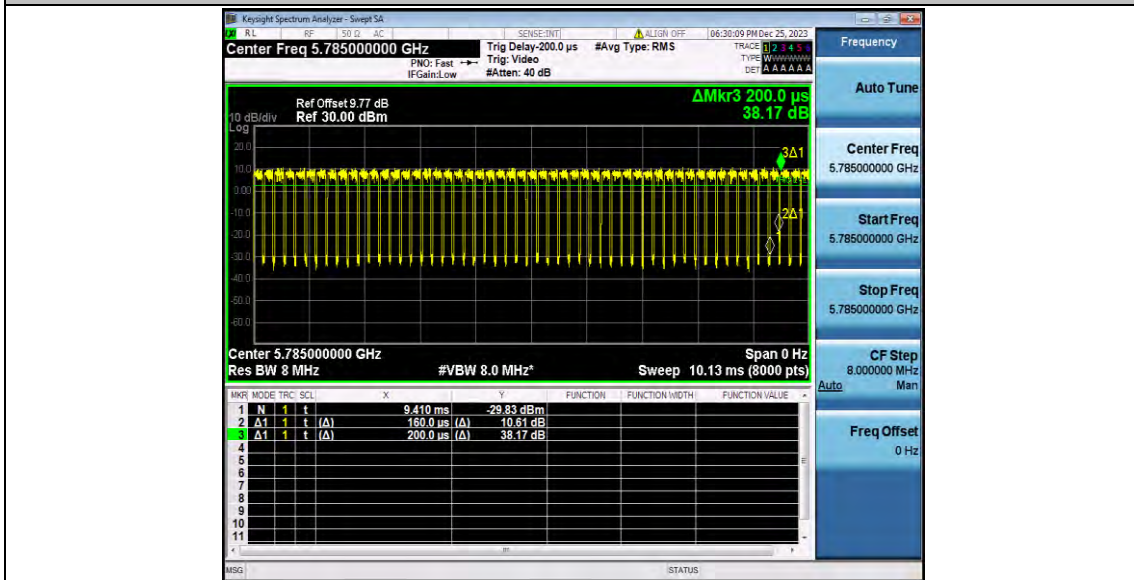 Keysight Spectrum Analyzer - Swept SA
RL RF 50 Ω AC SENSE:INT ALIGN OFF 06:30:09 PM Dec 25, 2023
Center Freq 5.785000000 GHz
PNO: Fast
IFGain:Low
Trig Delay-200.0 µs
Trig: Video
#Atten: 40 dB
#Avg Type: RMS
TRACE 1 2 3 4 5 6
TYPE WWWWWW
DET A A A A A A
Ref Offset 9.77 dB
10 dB/div Ref 30.00 dBm
Log
ΔMkr3 200.0 µs
38.17 dB
20.0
10.0
0.00
-10.0
-20.0
-30.0
-40.0
-50.0
-60.0
3Δ1
2Δ1
Center 5.785000000 GHz Span 0 Hz
Res BW 8 MHz #VBW 8.0 MHz* Sweep 10.13 ms (8000 pts)
MKR MODE TRC SCL X Y FUNCTION FUNCTION WIDTH FUNCTION VALUE
1 N 1 t 9.410 ms -29.83 dBm
2 Δ1 1 t (Δ) 160.0 µs (Δ) 10.61 dB
3 Δ1 1 t (Δ) 200.0 µs (Δ) 38.17 dB
4
5
6
7
8
9
10
11
MSG STATUS
Frequency
Auto Tune
Center Freq
5.785000000 GHz
Start Freq
5.785000000 GHz
Stop Freq
5.785000000 GHz
CF Step
8.000000 MHz
Auto Man
Freq Offset
0 Hz